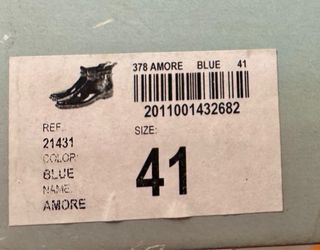 378 AMORE BLUE 41
2011001432682
REF.
21431
COLOR:
BLUE
NAME:
AMORE
SIZE:
41